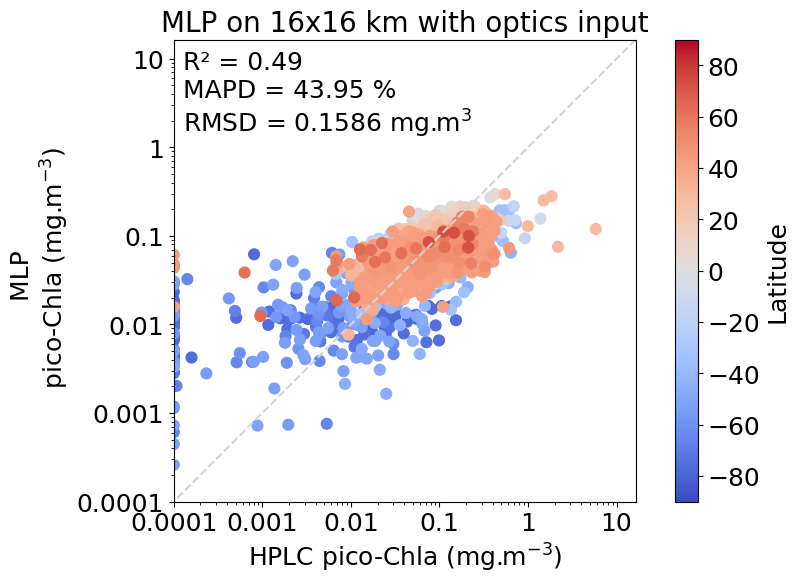 MLP on 16x16 km with optics input
R² = 0.49
MAPD = 43.95 %
RMSD = 0.1586 mg.m³
MLP
pico-Chla (mg.m⁻³)
10
1
0.1
0.01
0.001
0.0001
0.0001 0.001 0.01 0.1 1 10
HPLC pico-Chla (mg.m⁻³)
80
60
40
20
0
−20
−40
−60
−80
Latitude